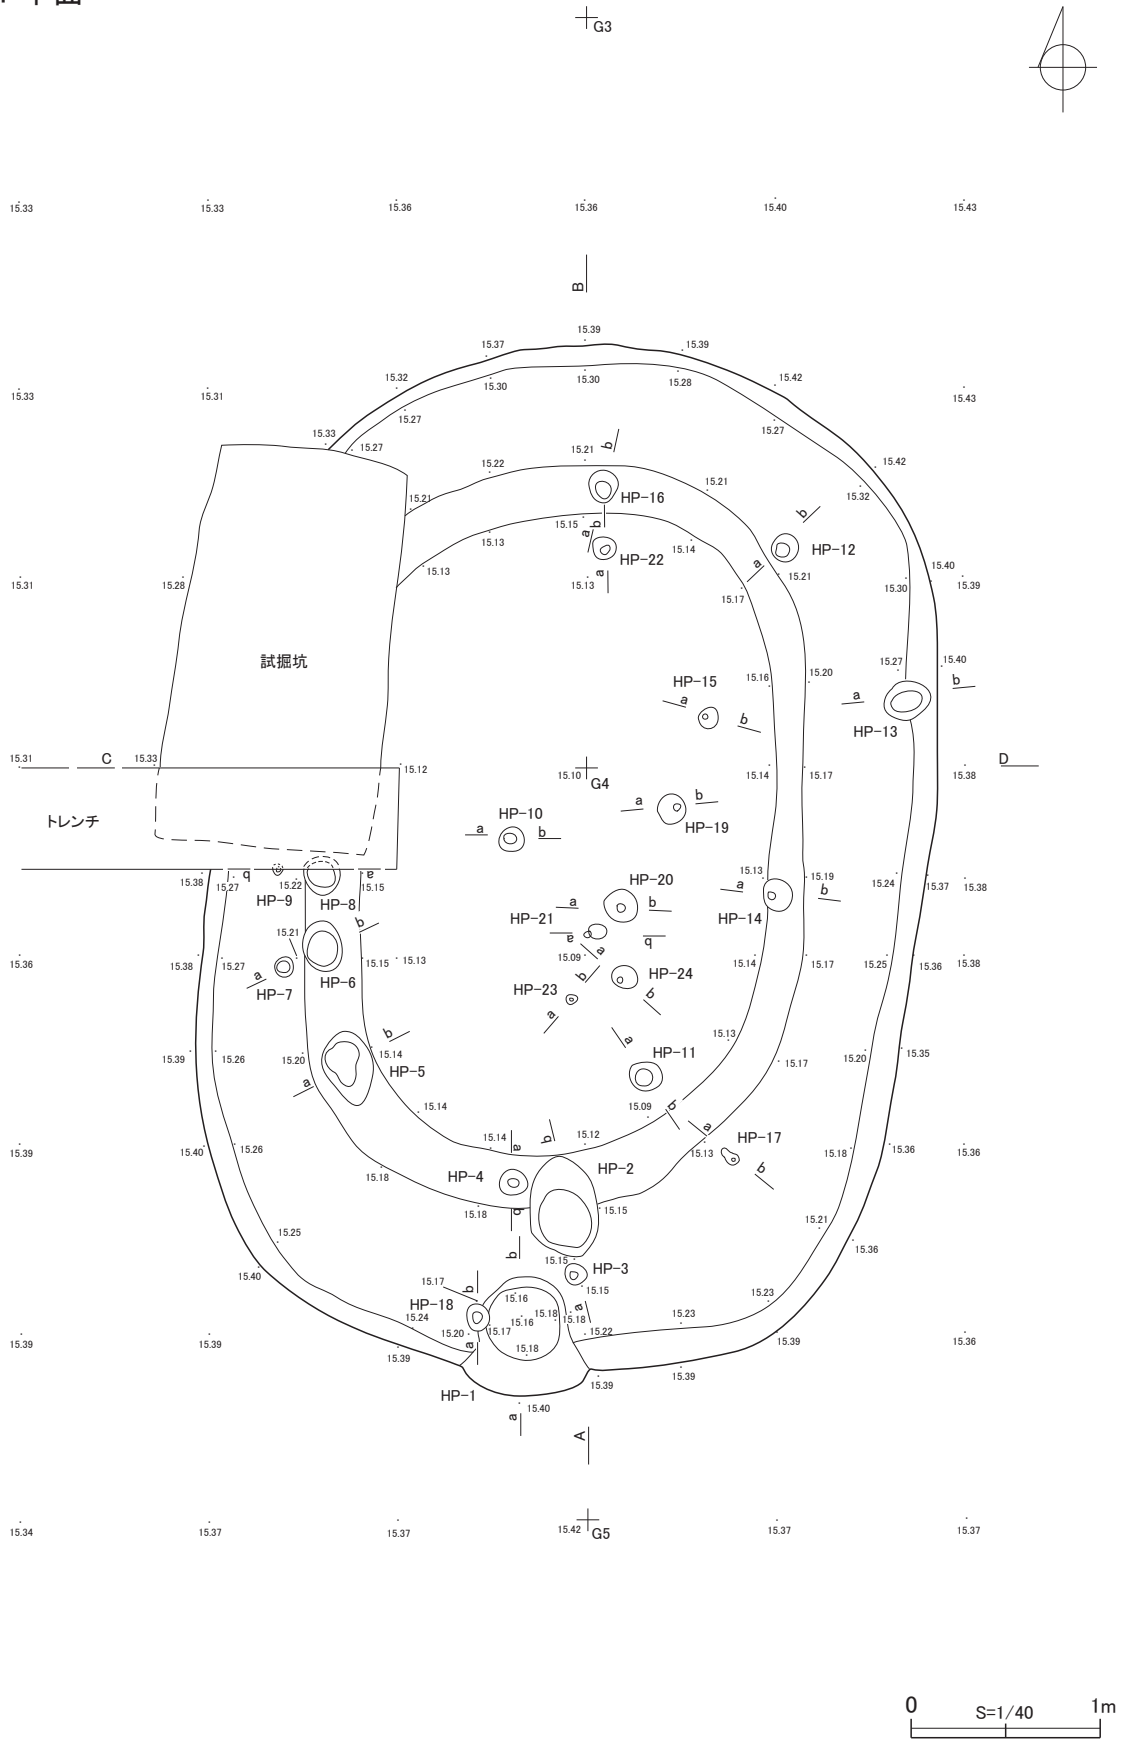 G3
15.33 15.33 15.36 15.36 15.40 15.43
B
15.39
15.37 15.39
15.32 15.30 15.30 15.28 15.42
15.33 15.31 15.43
15.27 15.27
15.33 15.27 15.21 b
15.22 15.42
15.21 HP-16 15.21 15.32
15.15 b a b
15.13 HP-22 15.14 HP-12
15.13 a 15.13 a 15.21 15.40
15.31 15.28 15.17 15.30 15.39
試掘坑 15.27 15.40
HP-15 15.16 15.20 b
a b a
HP-13
15.31 C 15.33 15.12 15.10 G4 15.14 15.17 D 15.38
トレンチ
HP-10 a b a b HP-19
15.38 15.27 b 15.22 a 15.15
HP-9 HP-8
HP-20 15.13 15.19 15.24 15.37 15.38
a b a b HP-14
HP-21 a b
15.21 b
15.36 15.38 15.27 15.15 15.13 15.09 a 15.14 15.17 15.25 15.36 15.38
HP-7 a HP-6 b HP-24
HP-23 b
a
b a 15.13
15.39 15.26 15.20 15.14 HP-11 15.17 15.20 15.35
HP-5
a
15.14 15.09 b a
15.39 15.40 15.26 15.14 a b 15.12 15.13 HP-17 15.18 15.36 15.36
15.18 HP-4 HP-2 b
15.18 b 15.15
15.25 b 15.15 15.21 15.36
15.40 HP-3
15.17 b 15.15
HP-18 15.16 a 15.23
15.24 15.20 15.17 15.16 15.18 15.18 15.22 15.23
15.39 15.39 15.39 a 15.18 15.39 15.36
HP-1 15.39 15.39
15.40
a A
15.34 15.37 15.37 15.42 G5 15.37 15.37
0 S=1/40 1m